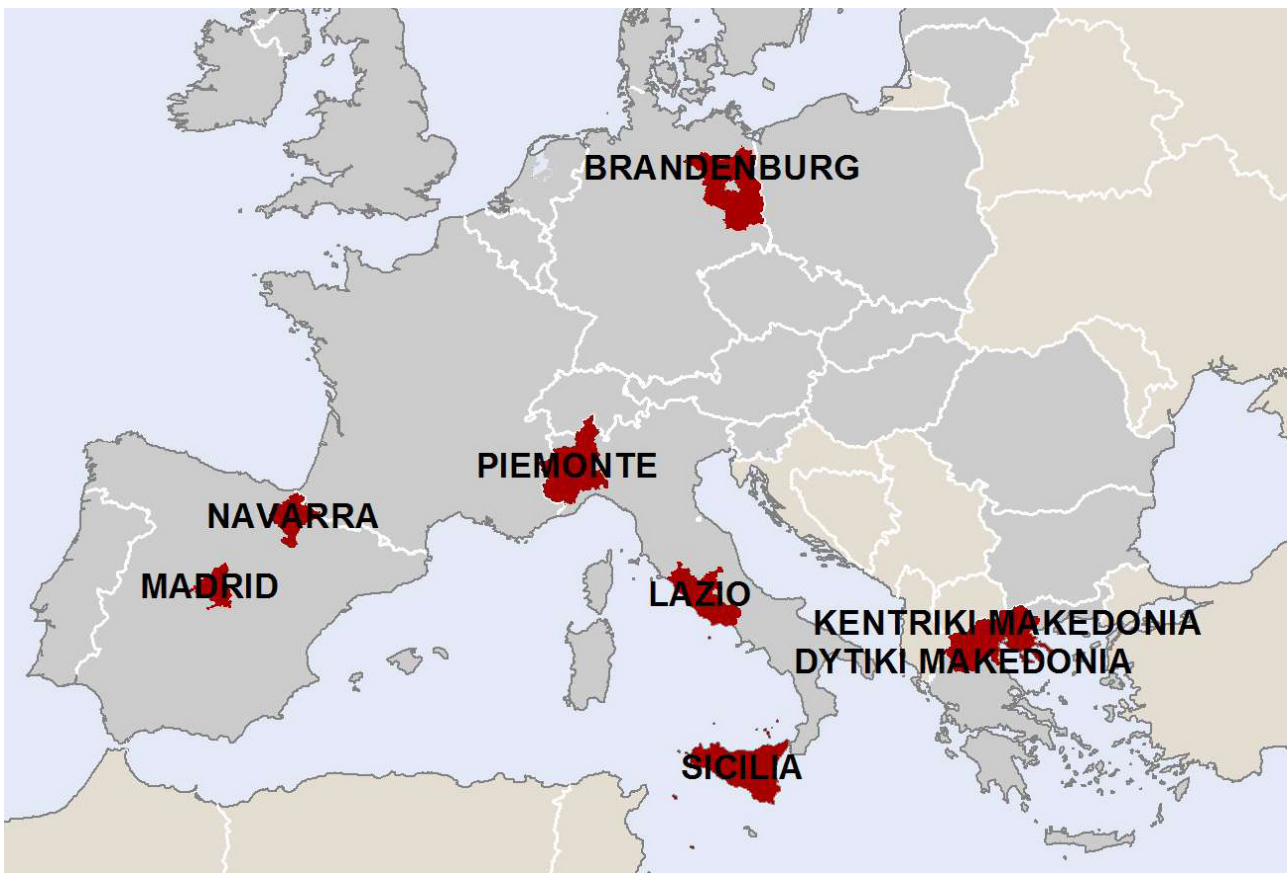 BRANDENBURG
PIEMONTE
NAVARRA
MADRID
LAZIO
KENTRIKI MAKEDONIA
DYTIKI MAKEDONIA
SICILIA